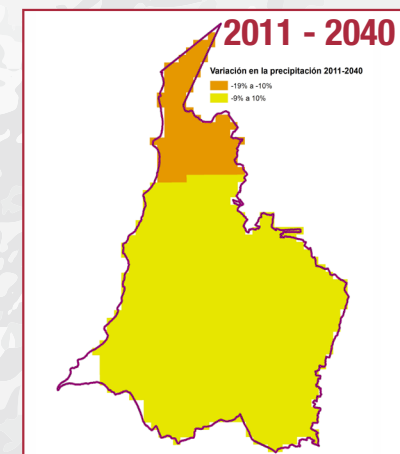 2011 - 2040
Variación en la precipitación 2011-2040
-19% a -10%
-9% a 10%